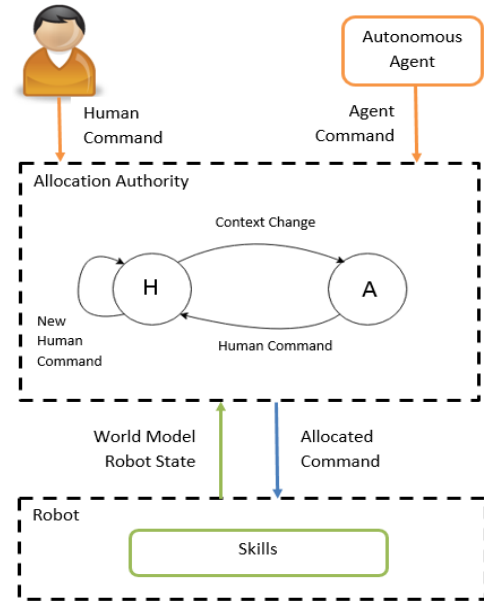 Autonomous
Agent
Human
Command
Agent
Command
Allocation Authority
Context Change
H
A
New
Human
Command
Human Command
World Model
Robot State
Allocated
Command
Robot
Skills